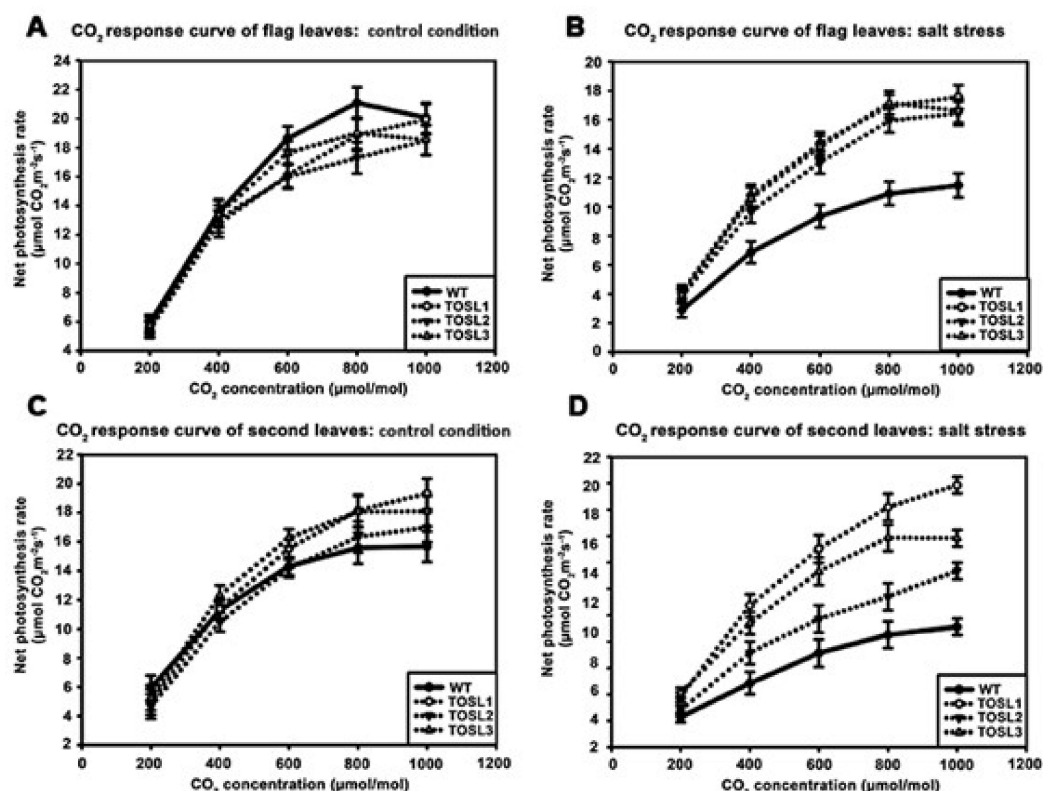 A CO₂ response curve of flag leaves: control condition
Net photosynthesis rate
(µmol CO₂m⁻²s⁻¹)
24
22
20
18
16
14
12
10
8
6
4
0 200 400 600 800 1000 1200
CO₂ concentration (µmol/mol)
WT
TOSL1
TOSL2
TOSL3
B CO₂ response curve of flag leaves: salt stress
Net photosynthesis rate
(µmol CO₂m⁻²s⁻¹)
20
18
16
14
12
10
8
6
4
2
0
0 200 400 600 800 1000 1200
CO₂ concentration (µmol/mol)
WT
TOSL1
TOSL2
TOSL3
C CO₂ response curve of second leaves: control condition
Net photosynthesis rate
(µmol CO₂m⁻²s⁻¹)
22
20
18
16
14
12
10
8
6
4
2
0 200 400 600 800 1000 1200
CO₂ concentration (µmol/mol)
WT
TOSL1
TOSL2
TOSL3
D CO₂ response curve of second leaves: salt stress
Net photosynthesis rate
(µmol CO₂m⁻²s⁻¹)
22
20
18
16
14
12
10
8
6
4
2
0 200 400 600 800 1000 1200
CO₂ concentration (µmol/mol)
WT
TOSL1
TOSL2
TOSL3